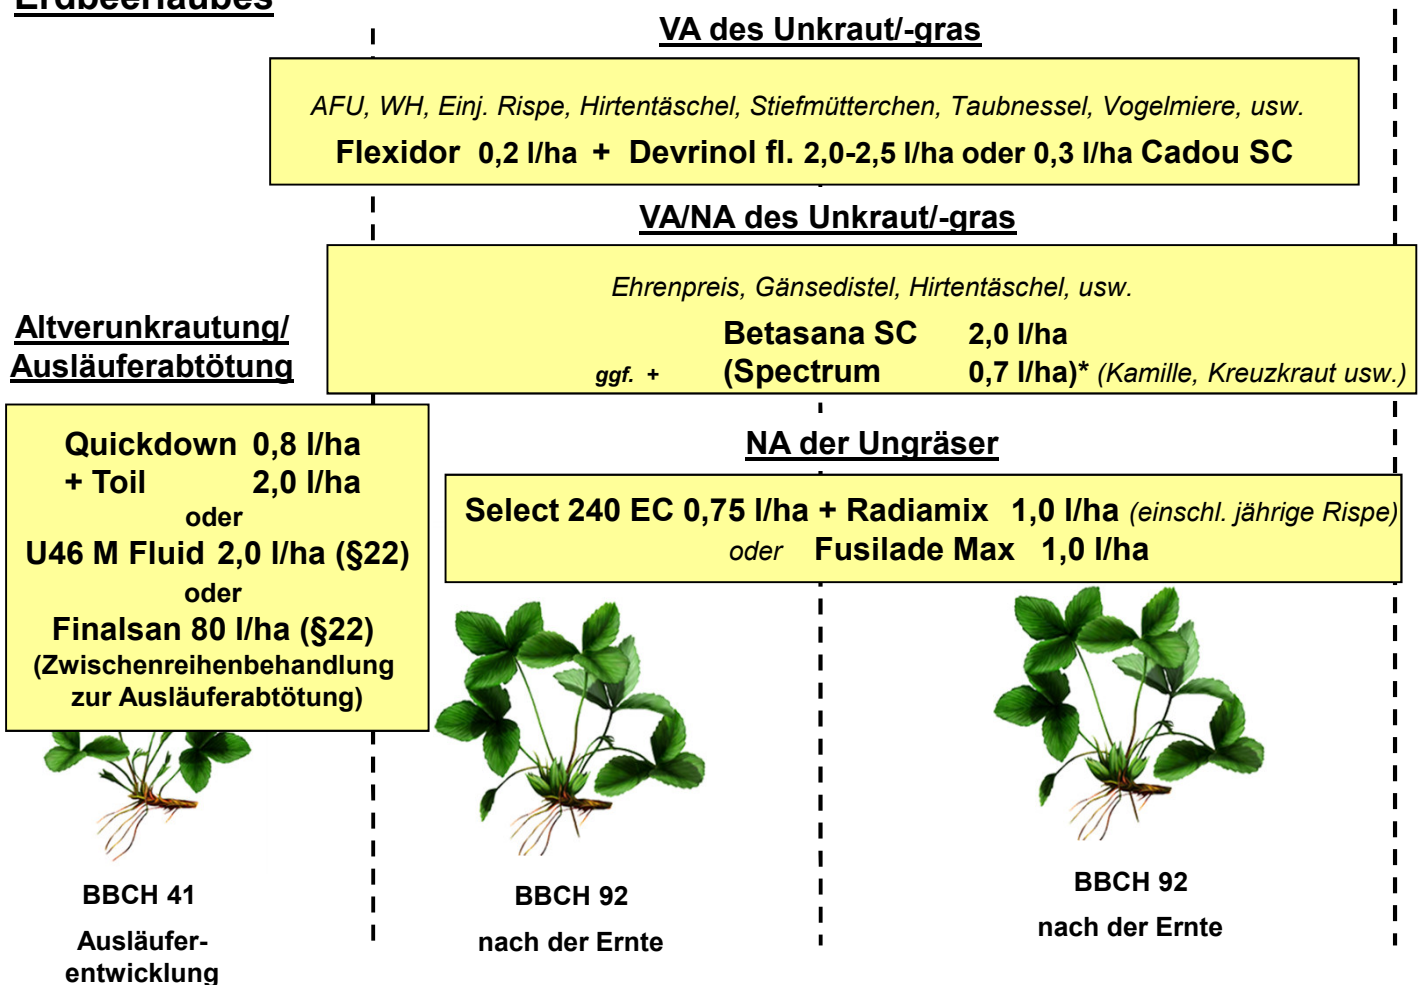 Erdbeerlaubes
VA des Unkraut/-gras
AFU, WH, Einj. Rispe, Hirtentäschel, Stiefmütterchen, Taubnessel, Vogelmiere, usw.
Flexidor 0,2 l/ha + Devrinol fl. 2,0-2,5 l/ha oder 0,3 l/ha Cadou SC
VA/NA des Unkraut/-gras
Ehrenpreis, Gänsedistel, Hirtentäschel, usw.
Betasana SC 2,0 l/ha
ggf. + (Spectrum 0,7 l/ha)* (Kamille, Kreuzkraut usw.)
Altverunkrautung/
Ausläuferabtötung
Quickdown 0,8 l/ha
+ Toil 2,0 l/ha
oder
U46 M Fluid 2,0 l/ha (§22)
oder
Finalsan 80 l/ha (§22)
(Zwischenreihenbehandlung
zur Ausläuferabtötung)
NA der Ungräser
Select 240 EC 0,75 l/ha + Radiamix 1,0 l/ha (einschl. jährige Rispe)
oder Fusilade Max 1,0 l/ha
BBCH 41
Ausläufer-
entwicklung
BBCH 92
nach der Ernte
BBCH 92
nach der Ernte